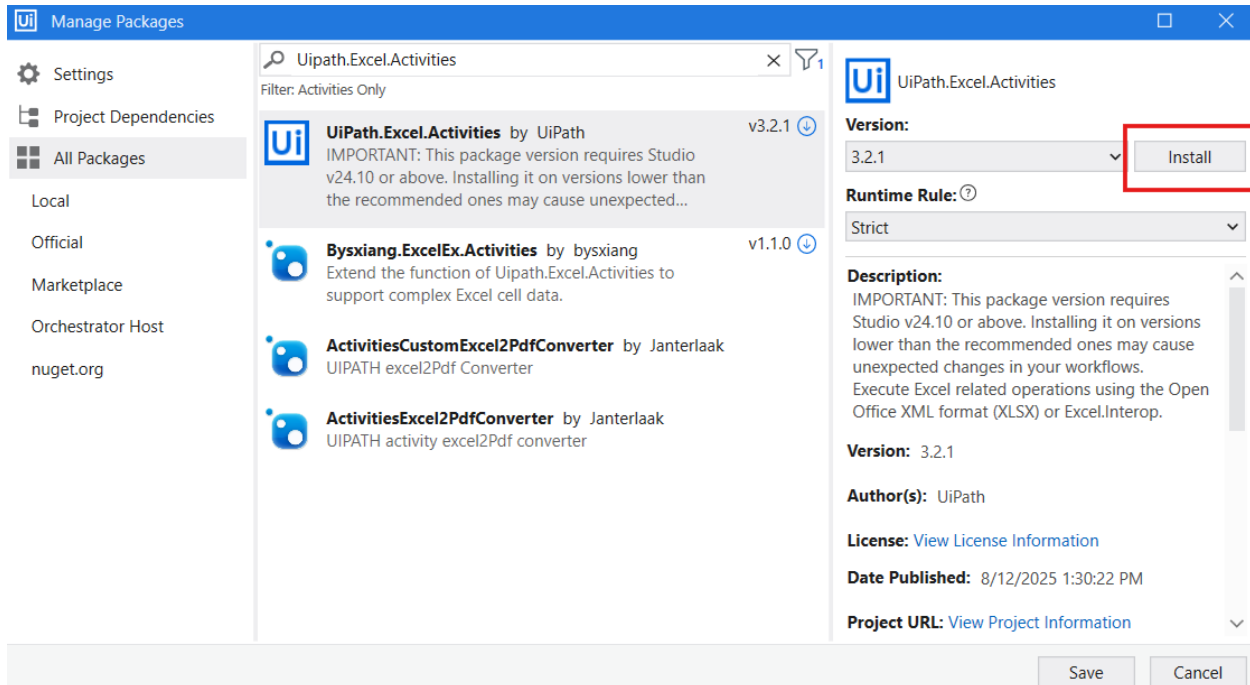 Ui Manage Packages
Settings
Project Dependencies
All Packages
Local
Official
Marketplace
Orchestrator Host
nuget.org
Uipath.Excel.Activities
1
Filter: Activities Only
Ui
UiPath.Excel.Activities by UiPath
v3.2.1
IMPORTANT: This package version requires Studio
v24.10 or above. Installing it on versions lower than
the recommended ones may cause unexpected...
Bysxiang.ExcelEx.Activities by bysxiang
v1.1.0
Extend the function of Uipath.Excel.Activities to
support complex Excel cell data.
ActivitiesCustomExcel2PdfConverter by Janterlaak
UIPATH excel2Pdf Converter
ActivitiesExcel2PdfConverter by Janterlaak
UIPATH activity excel2Pdf converter
Ui UiPath.Excel.Activities
Version:
3.2.1
Install
Runtime Rule: ?
Strict
Description:
IMPORTANT: This package version requires
Studio v24.10 or above. Installing it on versions
lower than the recommended ones may cause
unexpected changes in your workflows.
Execute Excel related operations using the Open
Office XML format (XLSX) or Excel.Interop.
Version: 3.2.1
Author(s): UiPath
License: View License Information
Date Published: 8/12/2025 1:30:22 PM
Project URL: View Project Information
Save
Cancel